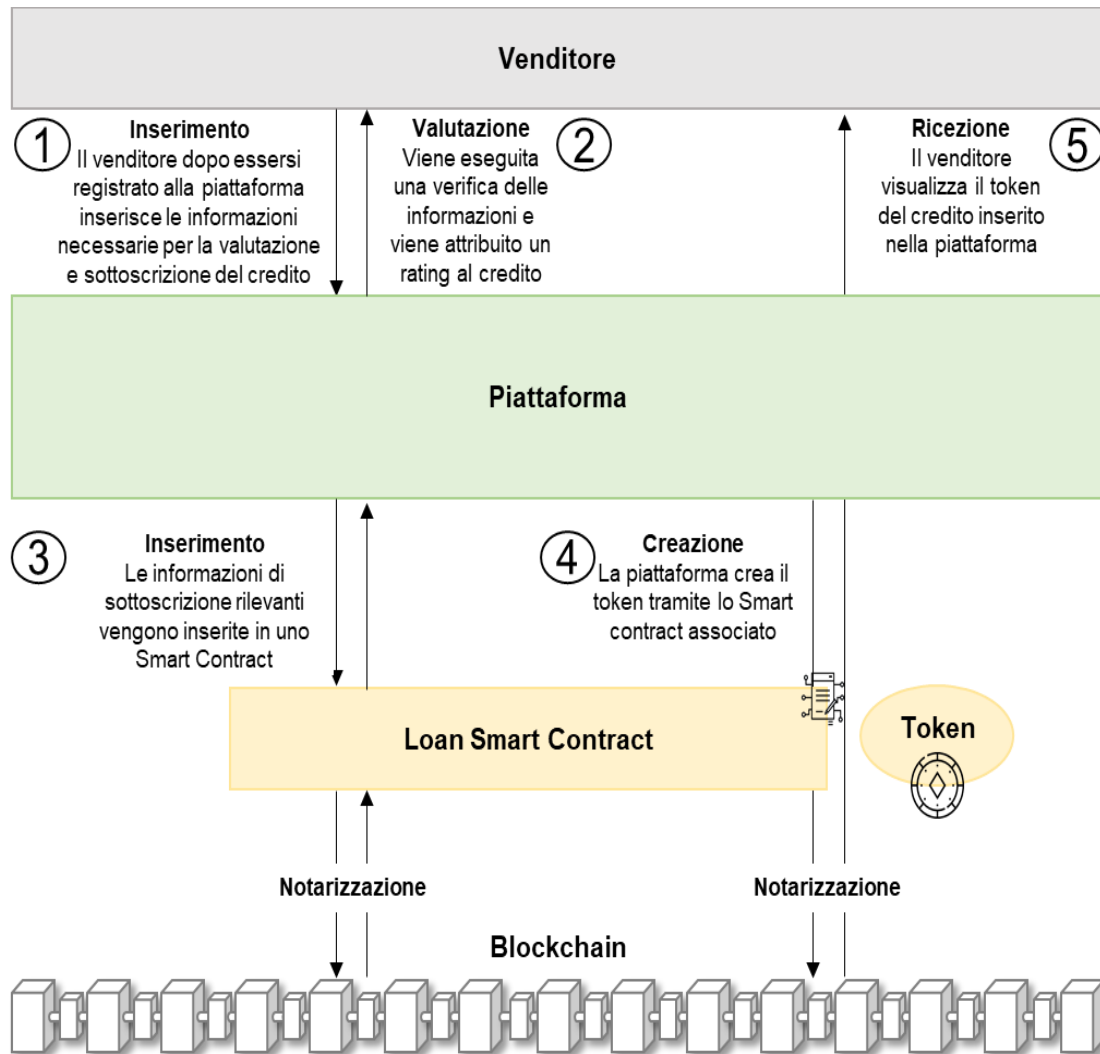 Venditore
1
Inserimento
Il venditore dopo essersi
registrato alla piattaforma
inserisce le informazioni
necessarie per la valutazione
e sottoscrizione del credito
Valutazione
Viene eseguita
una verifica delle
informazioni e
viene attribuito un
rating al credito
2
Ricezione
Il venditore
visualizza il token
del credito inserito
nella piattaforma
5
Piattaforma
3
Inserimento
Le informazioni di
sottoscrizione rilevanti
vengono inserite in uno
Smart Contract
4
Creazione
La piattaforma crea il
token tramite lo Smart
contract associato
Loan Smart Contract
Token
Notarizzazione
Notarizzazione
Blockchain